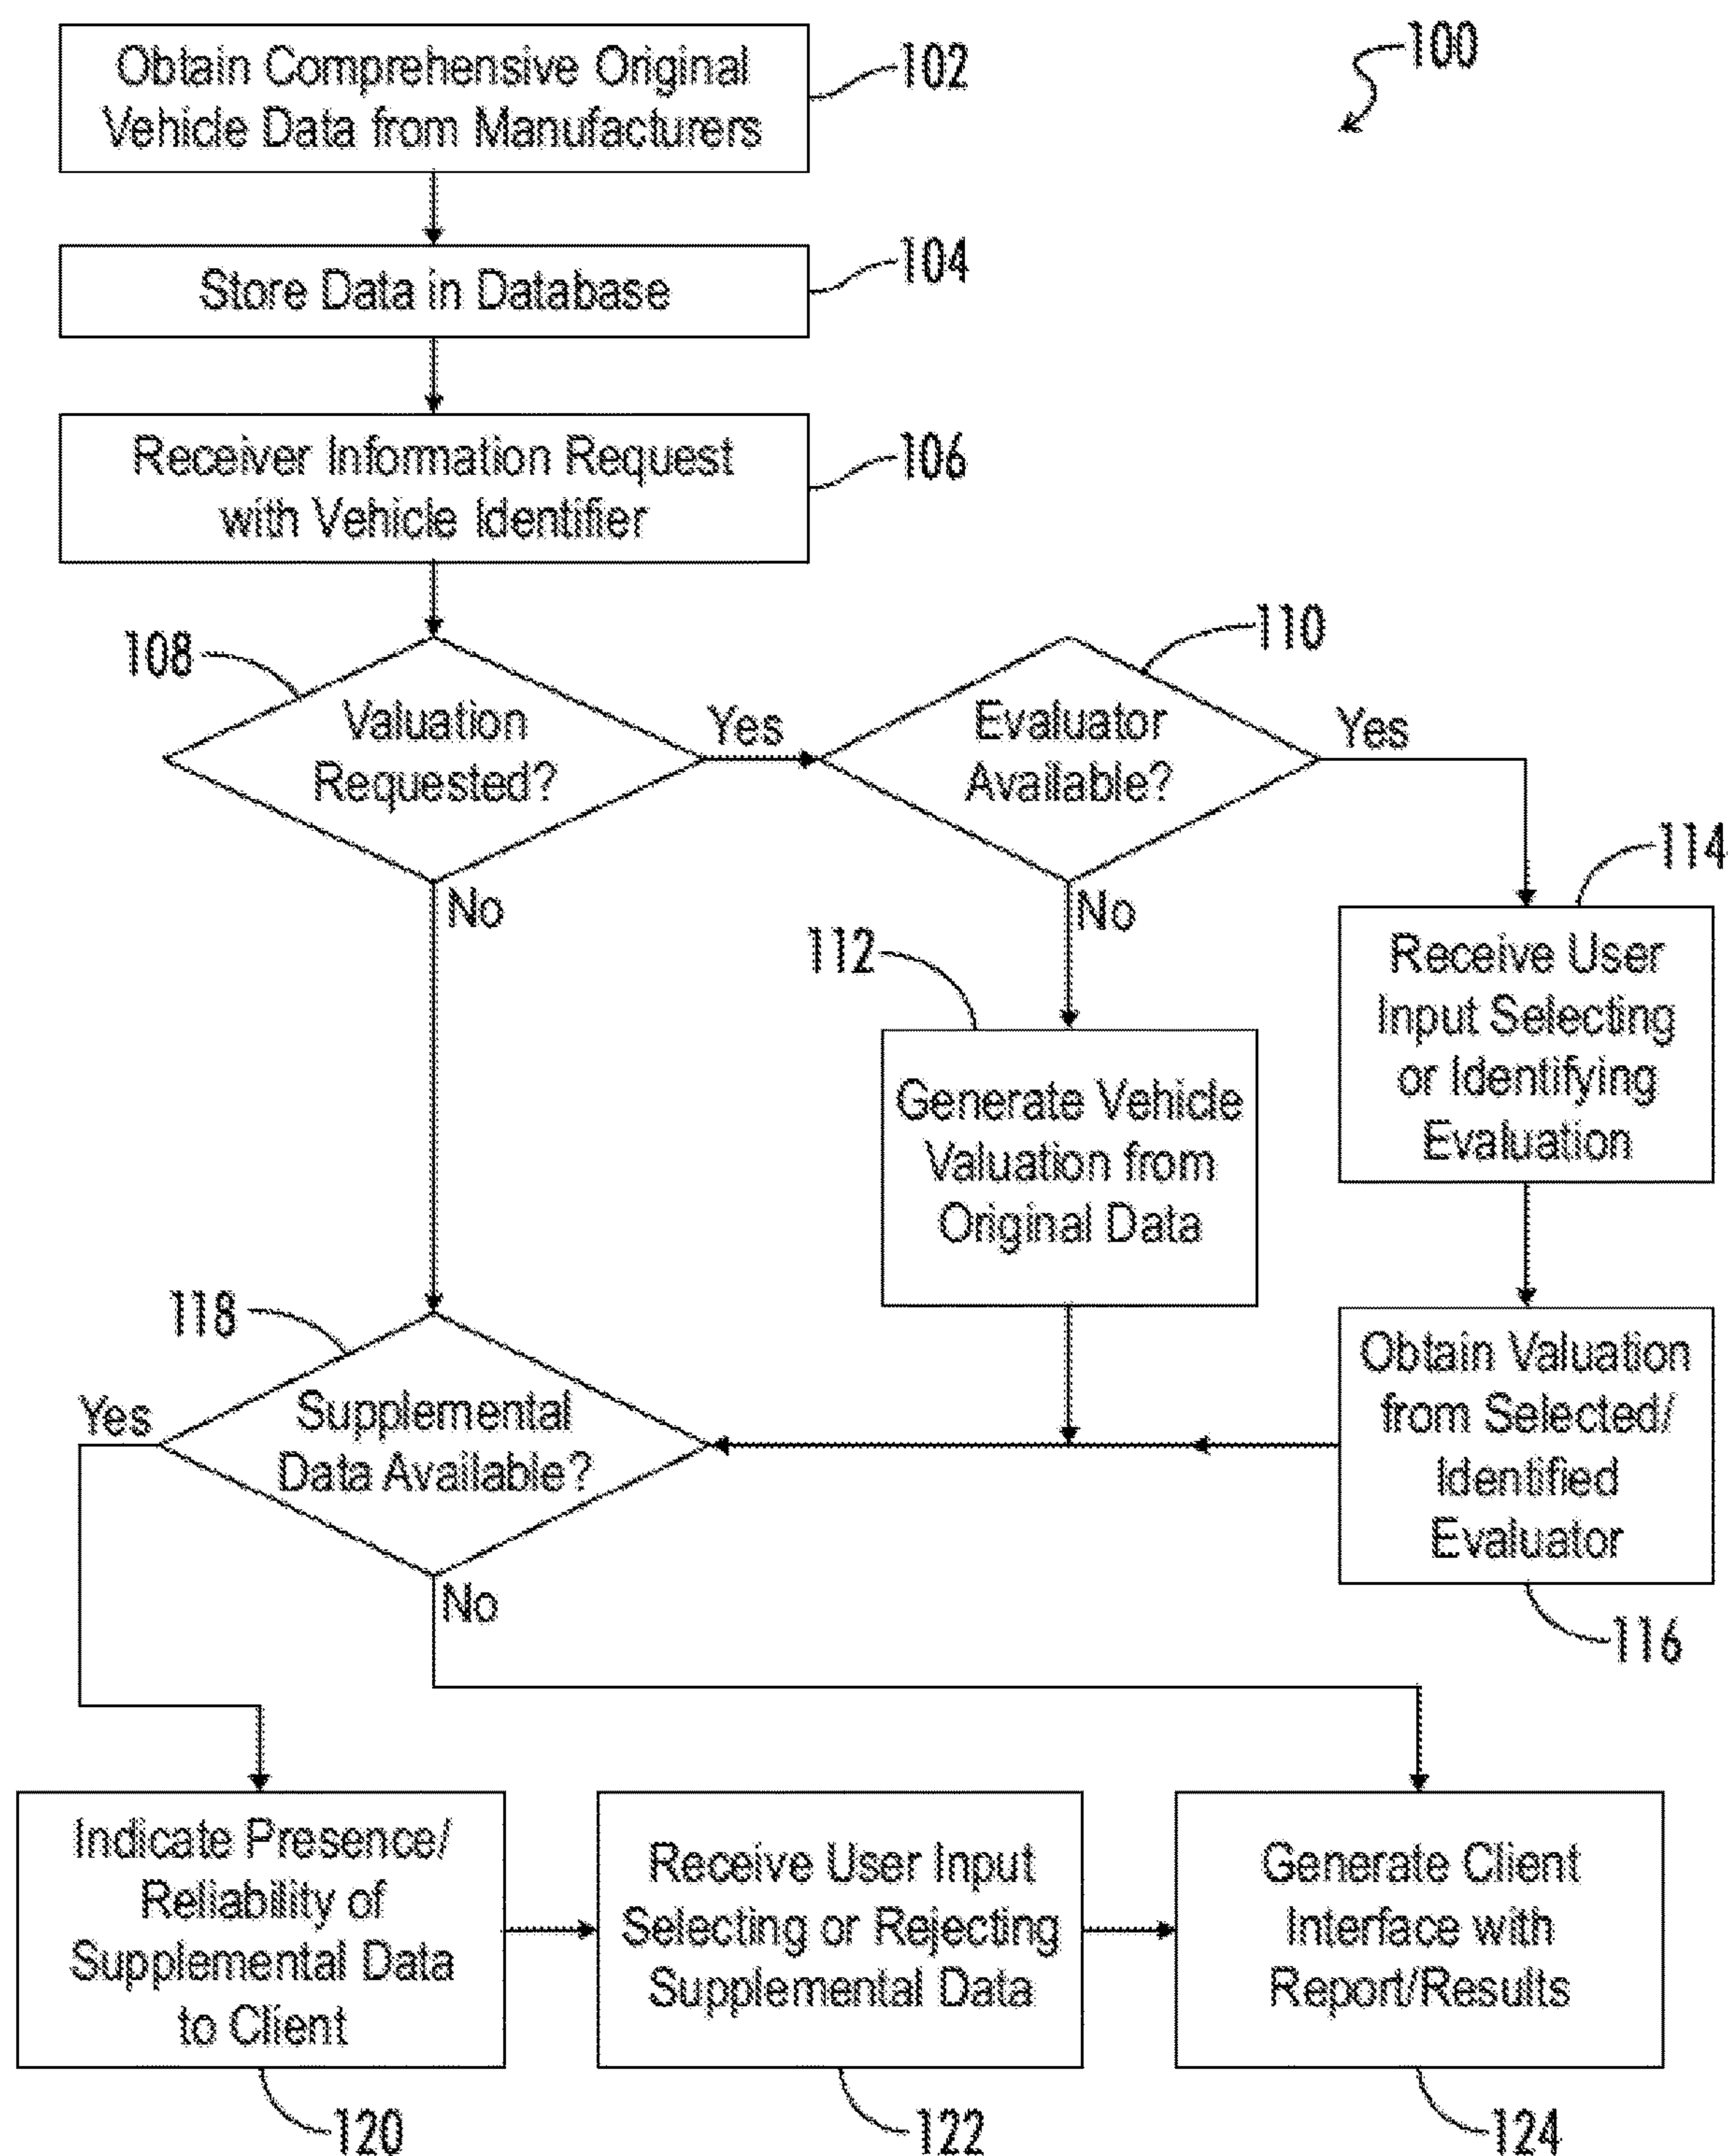 100
Obtain Comprehensive Original
Vehicle Data from Manufacturers
102
Store Data in Database
104
Receiver Information Request
with Vehicle Identifier
106
108
Valuation
Requested?
Yes
No
110
Evaluator
Available?
Yes
No
112
Generate Vehicle
Valuation from
Original Data
114
Receive User
Input Selecting
or Identifying
Evaluation
Obtain Valuation
from Selected/
Identified
Evaluator
116
118
Supplemental
Data Available?
Yes
No
Indicate Presence/
Reliability of
Supplemental Data
to Client
120
Receive User Input
Selecting or Rejecting
Supplemental Data
122
Generate Client
Interface with
Report/Results
124